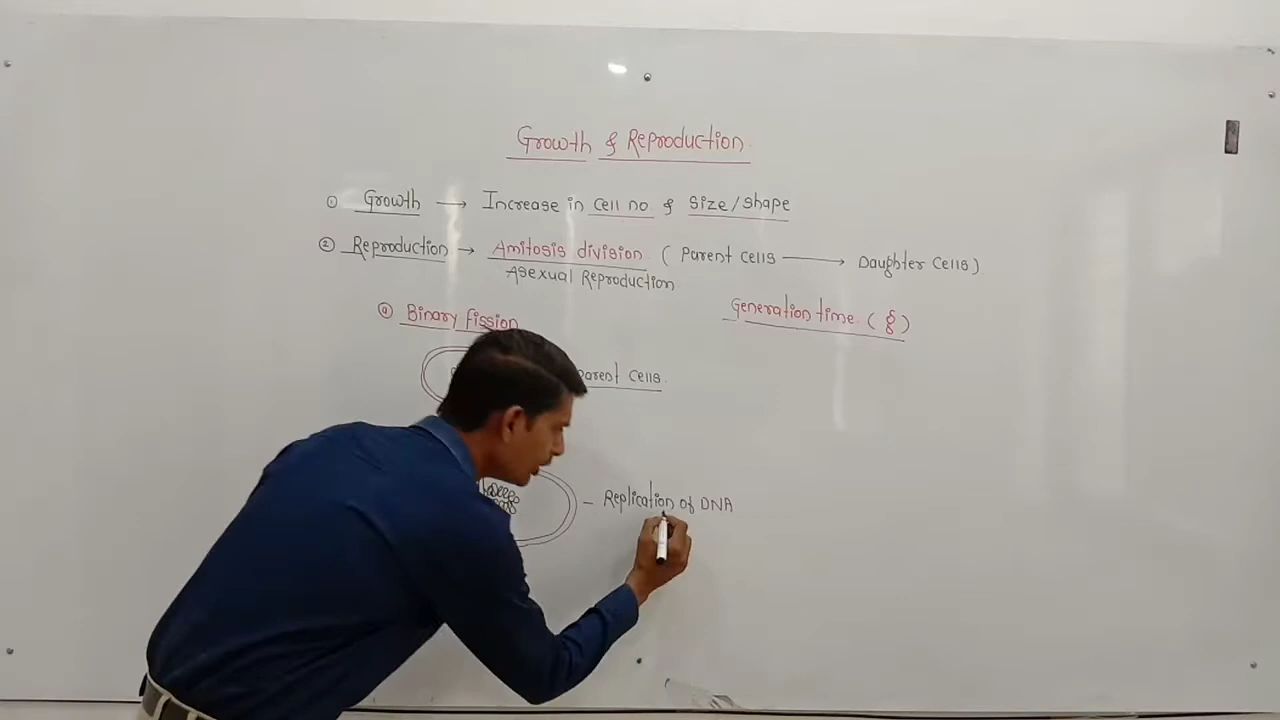 Growth & Reproduction
① Growth → Increase in cell no. & Size/shape
② Reproduction → Amitosis division (Parent cells → Daughter cells)
Asexual Reproduction
Generation time (g)
ⓐ Binary fission
Parent cells.
- Replication of DNA